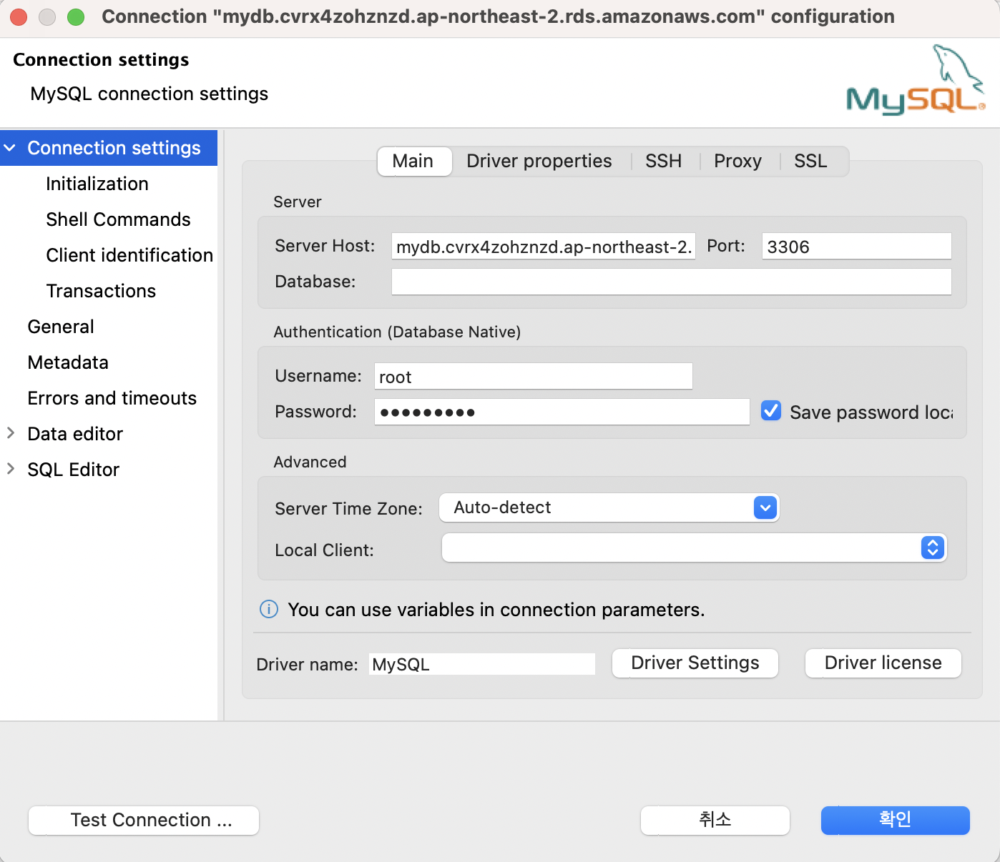 Connection "mydb.cvrx4zohznzd.ap-northeast-2.rds.amazonaws.com" configuration
Connection settings
MySQL connection settings
MySQL®
Connection settings
Initialization
Shell Commands
Client identification
Transactions
General
Metadata
Errors and timeouts
Data editor
SQL Editor
Main Driver properties SSH Proxy SSL
Server
Server Host: mydb.cvrx4zohznzd.ap-northeast-2. Port: 3306
Database:
Authentication (Database Native)
Username: root
Password: ●●●●●●●●●
Save password loca
Advanced
Server Time Zone: Auto-detect
Local Client:
You can use variables in connection parameters.
Driver name: MySQL Driver Settings Driver license
Test Connection ... 취소 확인